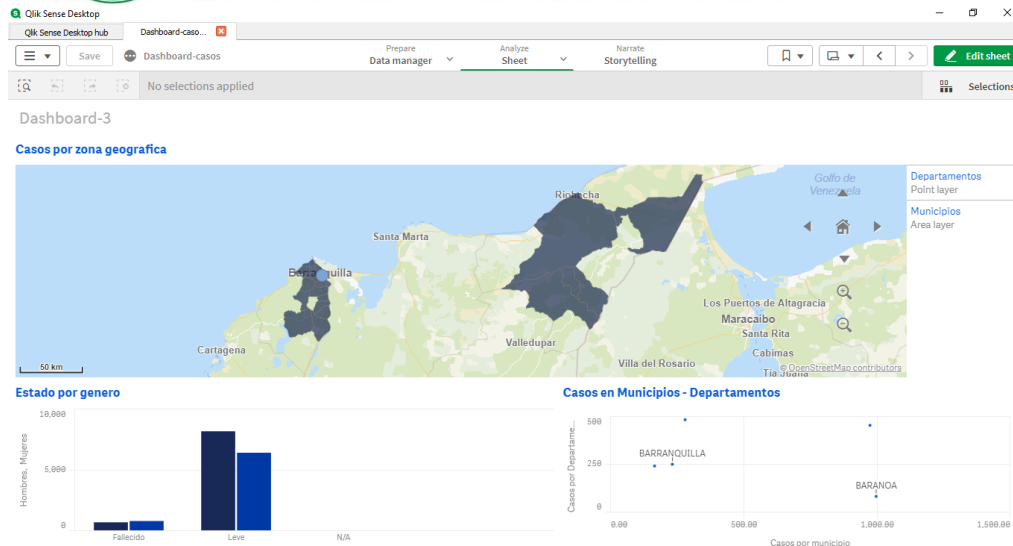 Qlik Sense Desktop
Qlik Sense Desktop hub
Dashboard-caso...
Save
Dashboard-casos
Prepare
Data manager
Analyze
Sheet
Narrate
Storytelling
Edit sheet
No selections applied
Selections
Dashboard-3
Casos por zona geografica
Golfo de
Venezuela
Riohacha
Santa Marta
Barranquilla
Los Puertos de Altagracia
Maracaibo
Santa Rita
Valledupar
Cartagena
Cabimas
Villa del Rosario
Tia Juana
50 km
© OpenStreetMap contributors
Departamentos
Point layer
Municipios
Area layer
Estado por genero
Hombres, Mujeres
10,000
5,000
0
Fallecido Leve N/A
Casos en Municipios - Departamentos
Casos por Departame...
500
250
0
BARRANQUILLA
BARANOA
0.00 500.00 1,000.00 1,500.00
Casos por municipio